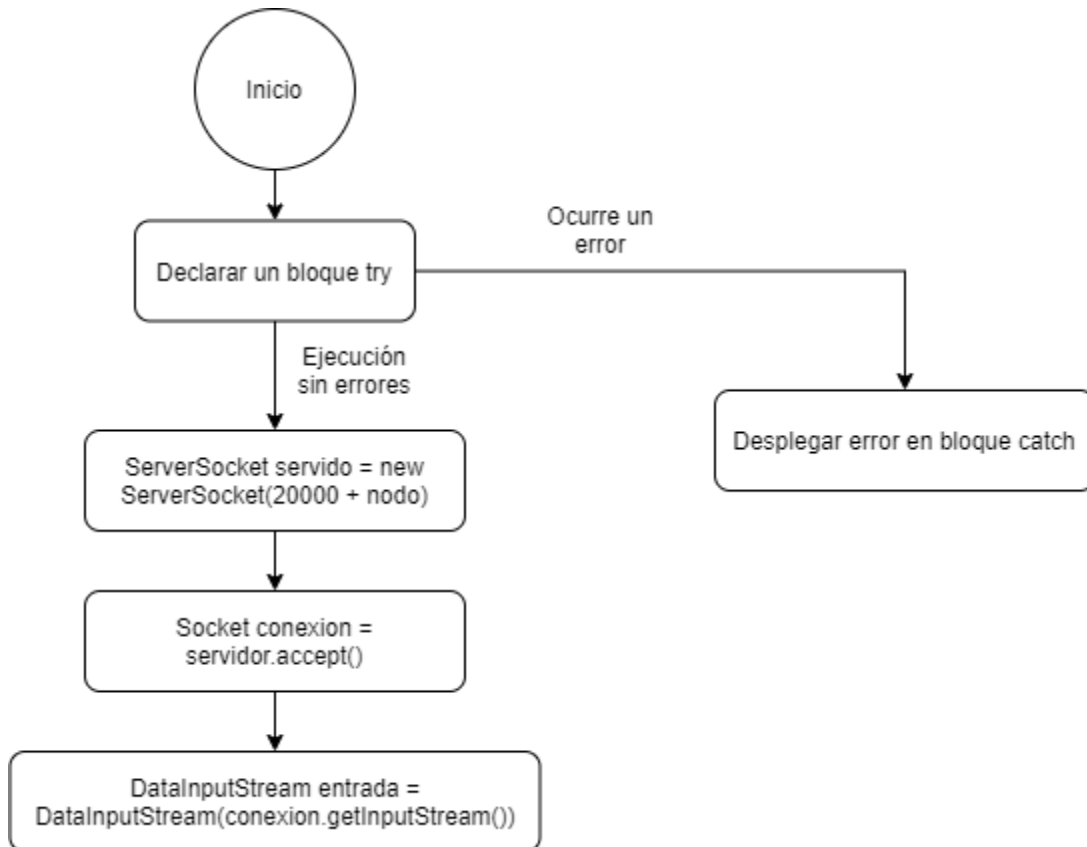 Inicio
Declarar un bloque try
Ocurre un
error
Ejecución
sin errores
Desplegar error en bloque catch
ServerSocket servido = new
ServerSocket(20000 + nodo)
Socket conexion =
servidor.accept()
DataInputStream entrada =
DataInputStream(conexion.getInputStream())